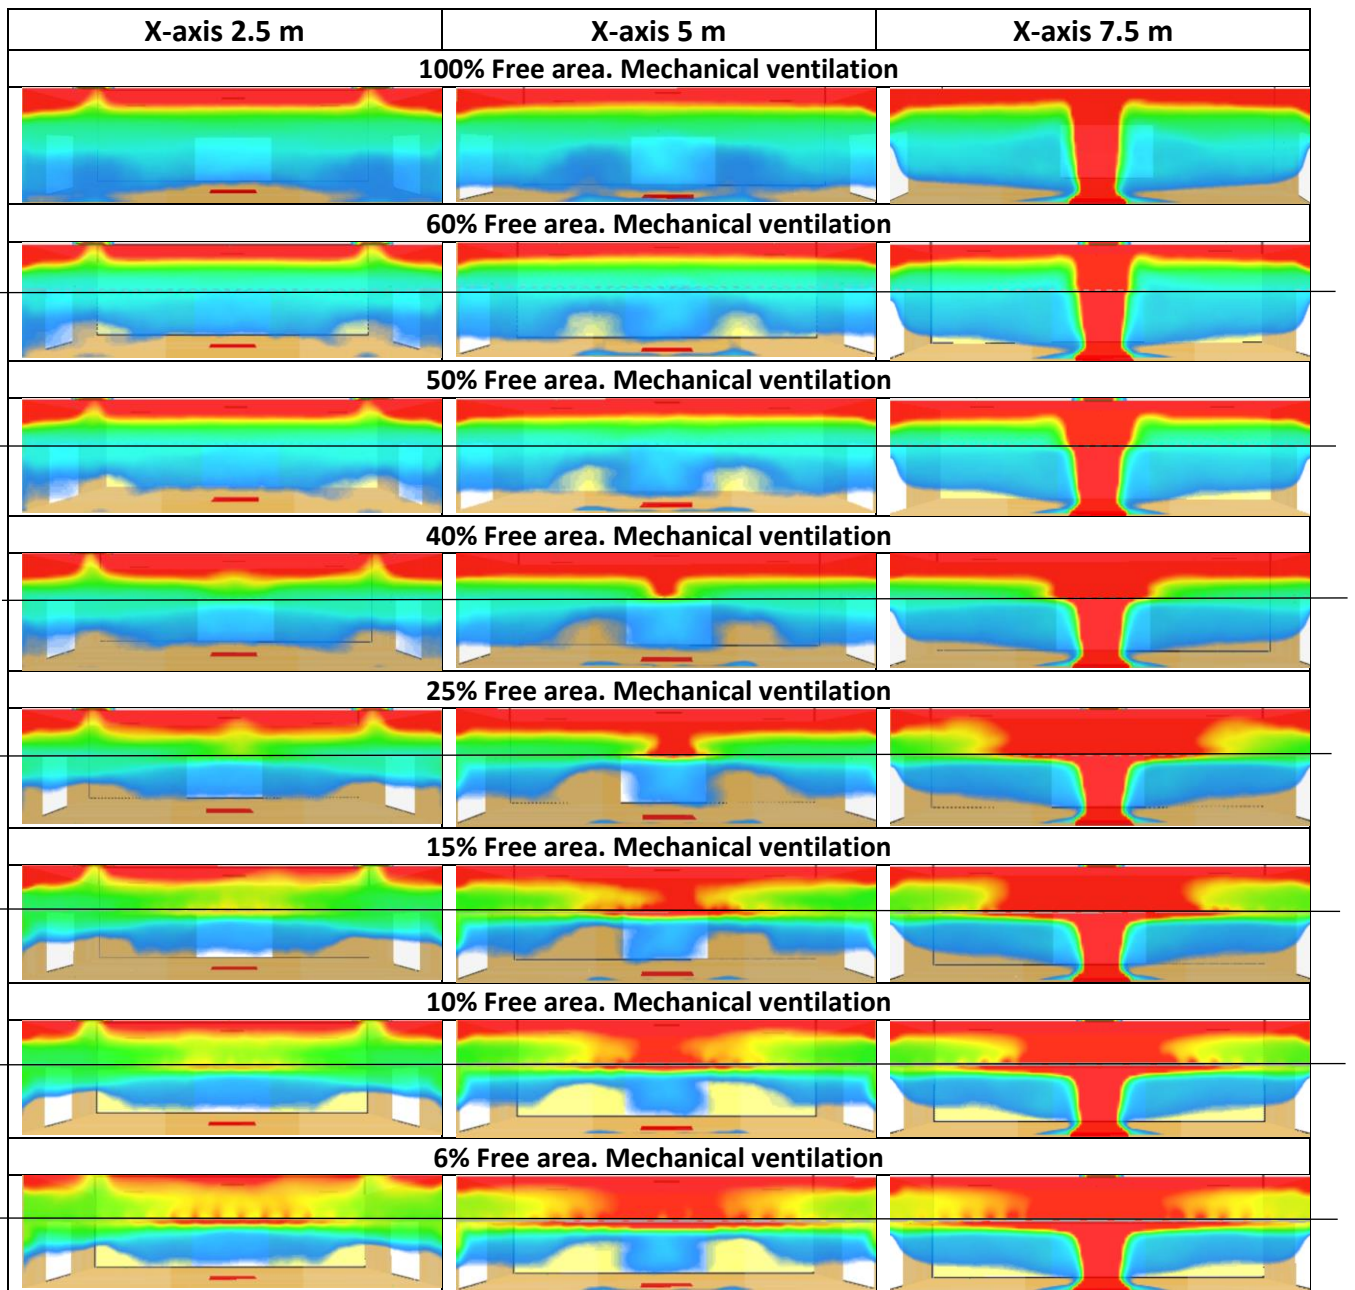 X-axis 2.5 m X-axis 5 m X-axis 7.5 m
100% Free area. Mechanical ventilation
60% Free area. Mechanical ventilation
50% Free area. Mechanical ventilation
40% Free area. Mechanical ventilation
25% Free area. Mechanical ventilation
15% Free area. Mechanical ventilation
10% Free area. Mechanical ventilation
6% Free area. Mechanical ventilation